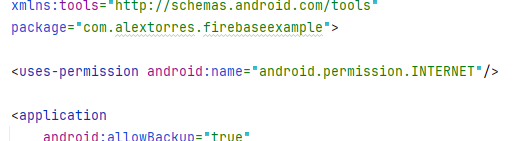 xmlns:tools="http://schemas.android.com/tools"
package="com.alextorres.firebaseexample">
<uses-permission android:name="android.permission.INTERNET"/>
<application
android:allowBackup="true"